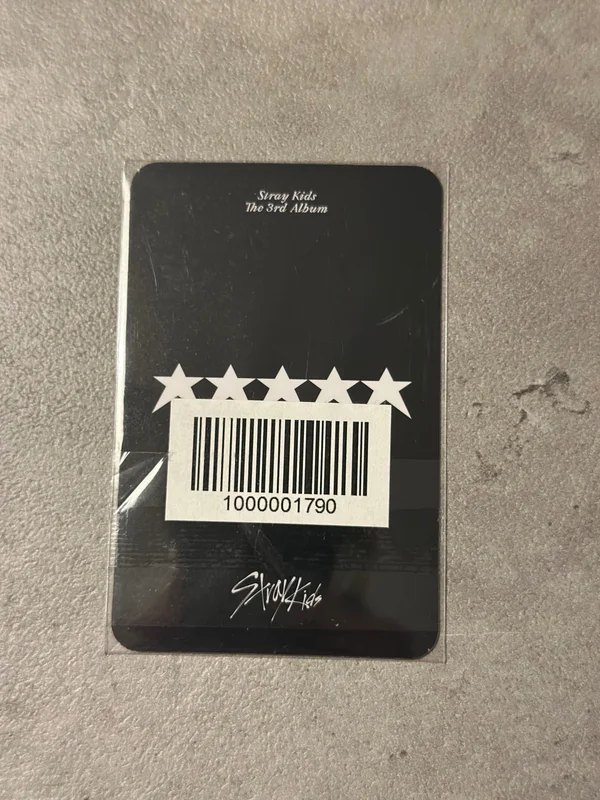 Stray Kids
The 3rd Album
1000001790
Stray Kids